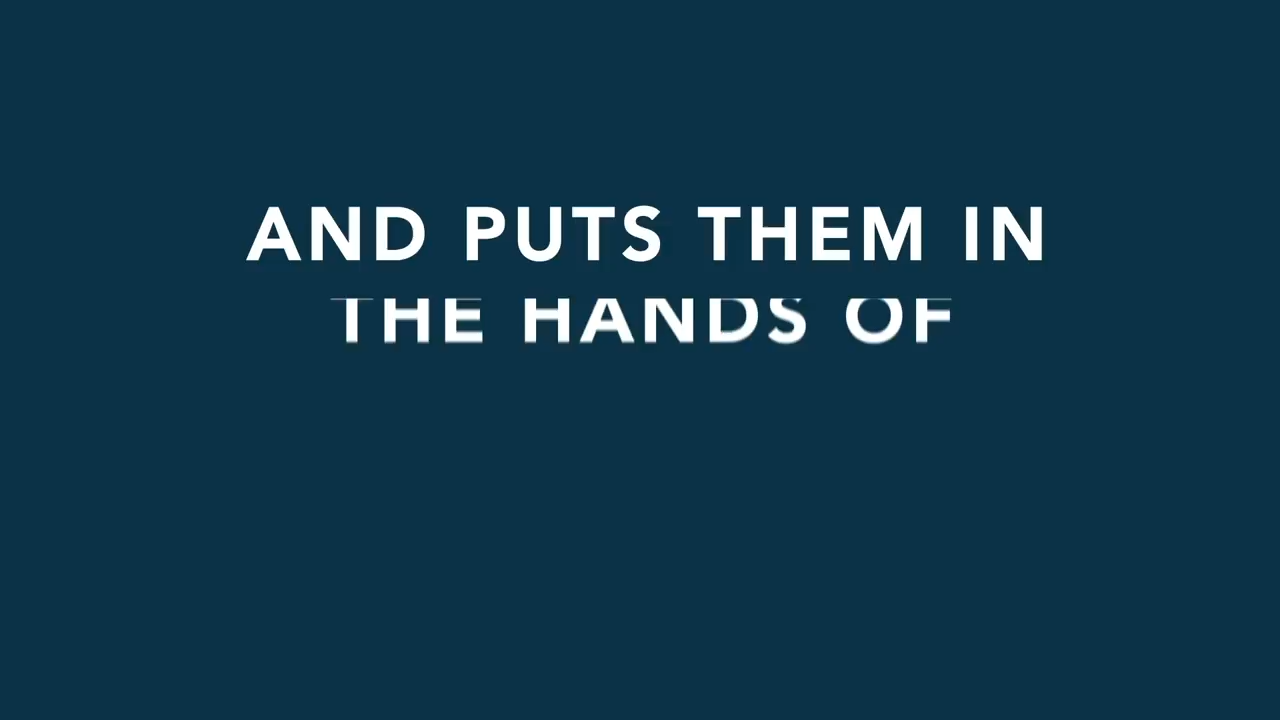 AND PUTS THEM IN
THE HANDS OF